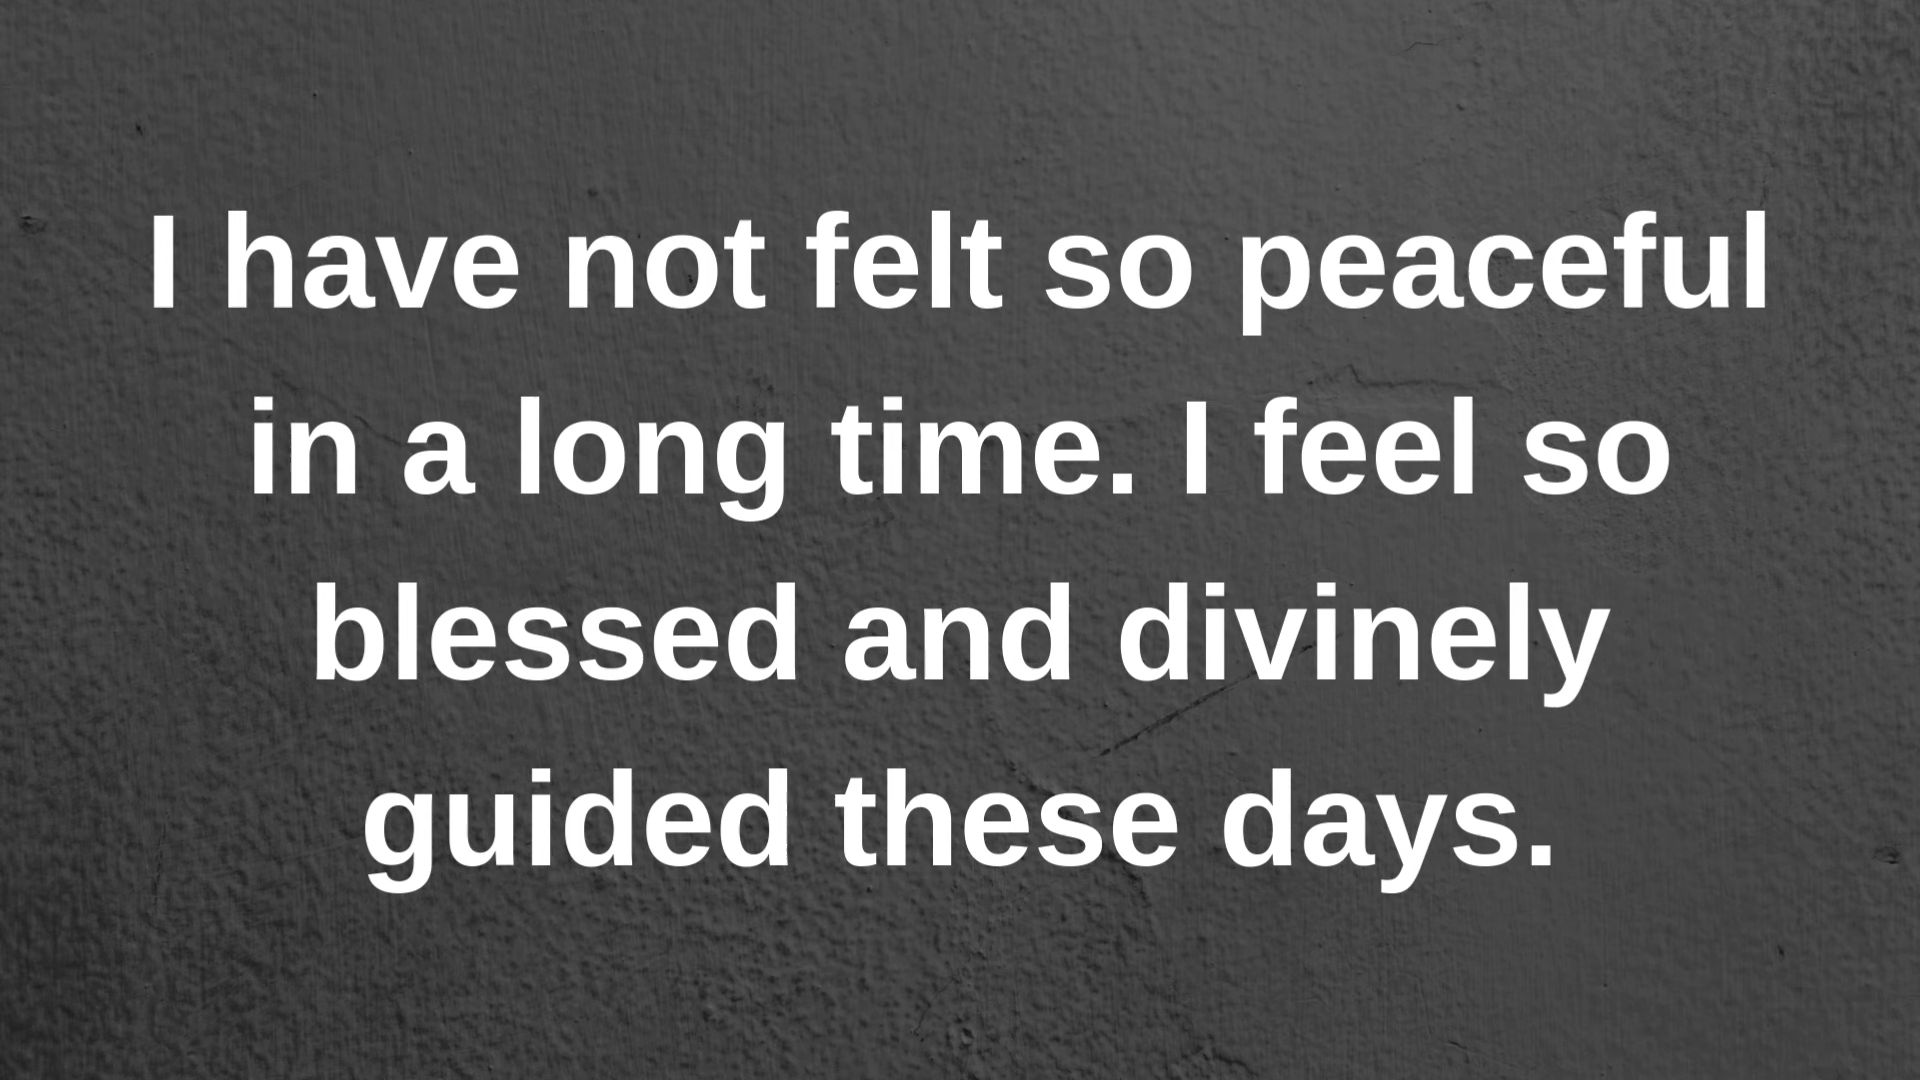 I have not felt so peaceful
in a long time. I feel so
blessed and divinely
guided these days.